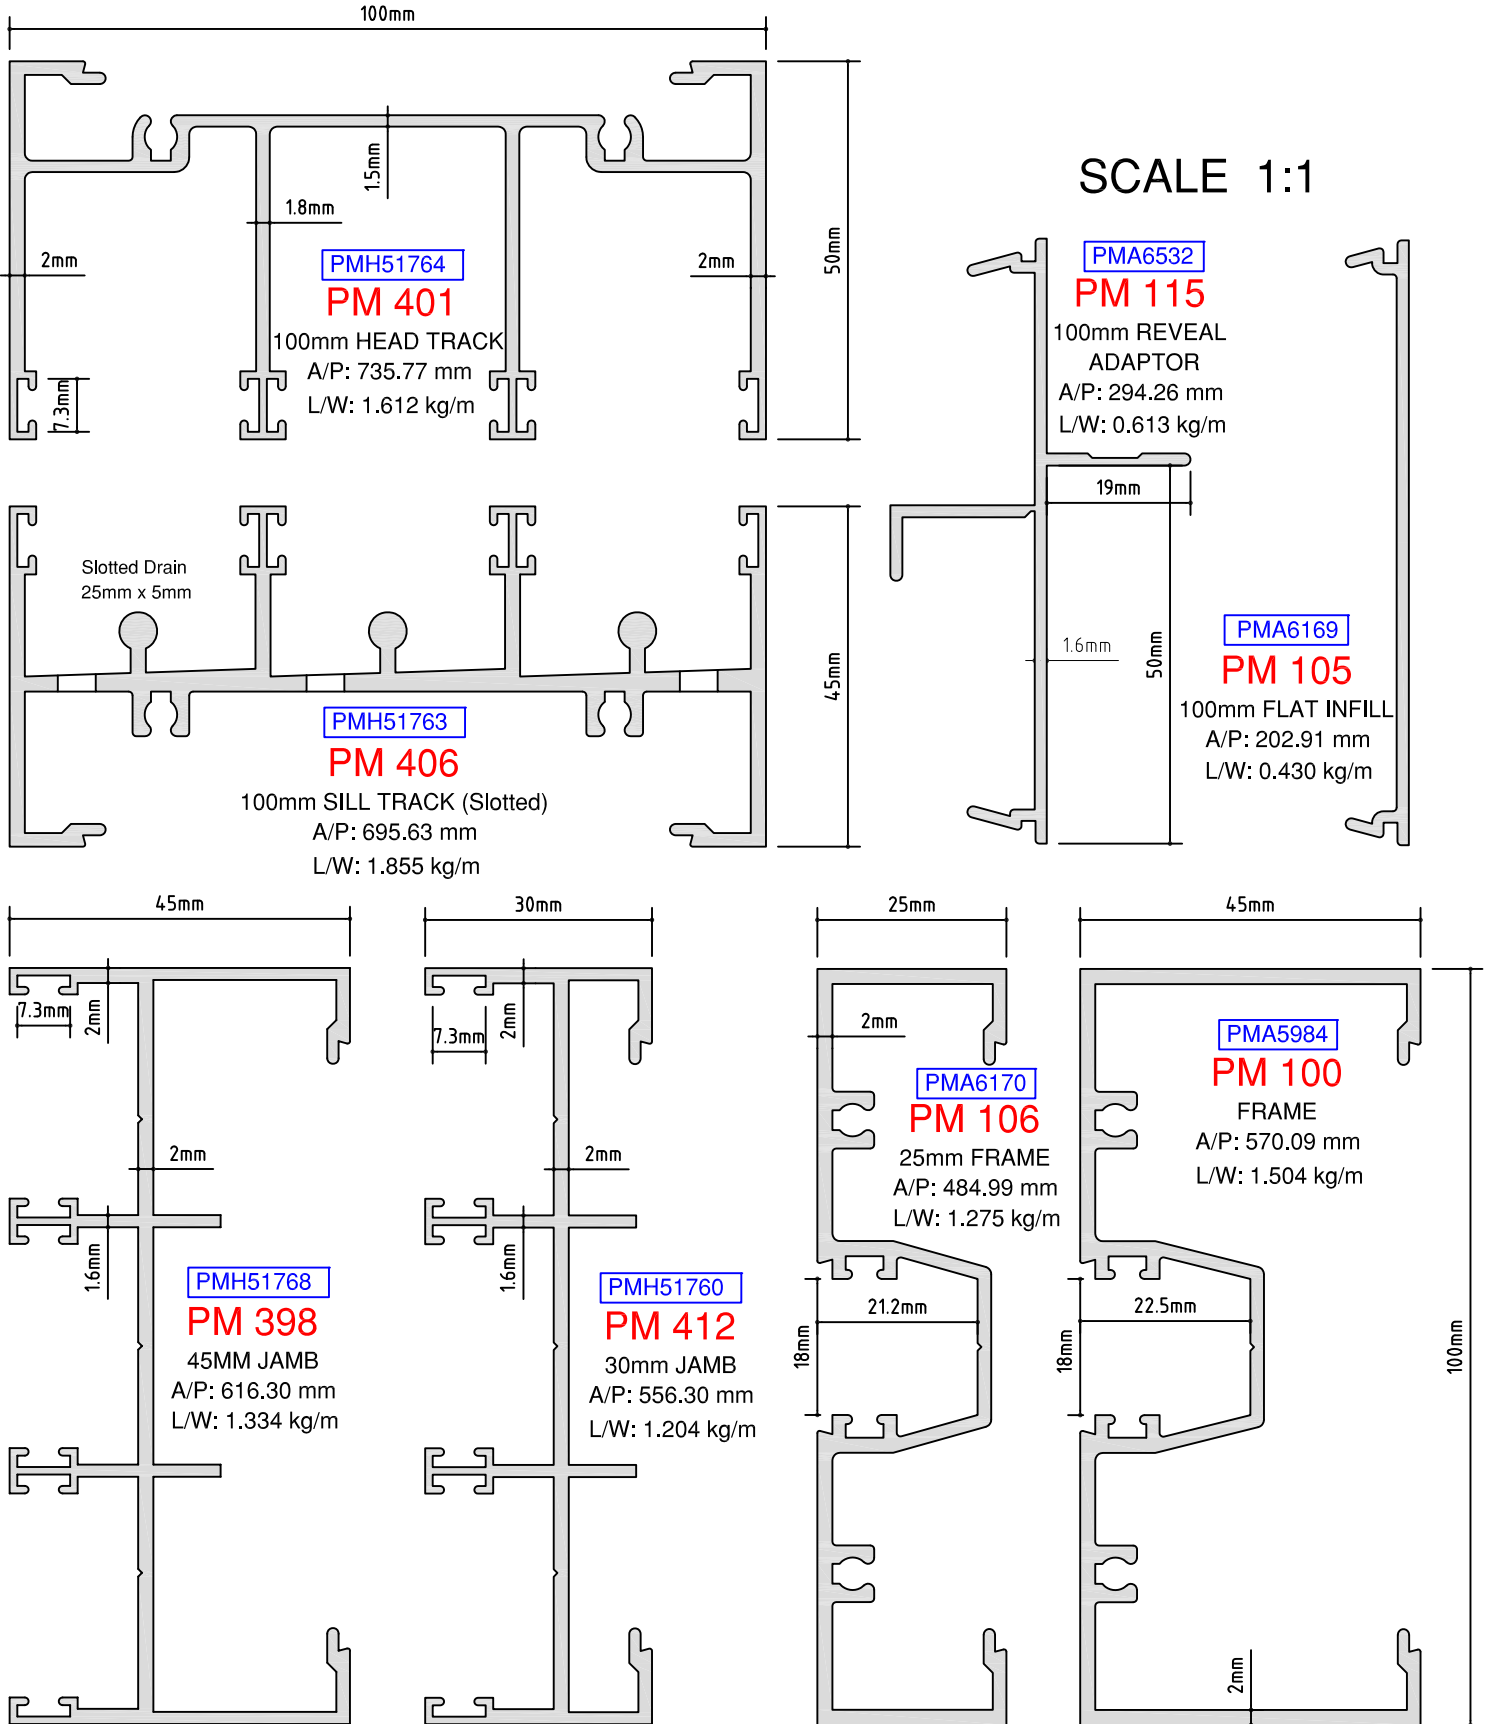 100mm
1.5mm
1.8mm
2mm
2mm
50mm
7.3mm
PMH51764
PM 401
100mm HEAD TRACK
A/P: 735.77 mm
L/W: 1.612 kg/m
SCALE 1:1
PMA6532
PM 115
100mm REVEAL
ADAPTOR
A/P: 294.26 mm
L/W: 0.613 kg/m
19mm
1.6mm
50mm
PMA6169
PM 105
100mm FLAT INFILL
A/P: 202.91 mm
L/W: 0.430 kg/m
Slotted Drain
25mm x 5mm
45mm
PMH51763
PM 406
100mm SILL TRACK (Slotted)
A/P: 695.63 mm
L/W: 1.855 kg/m
45mm
7.3mm
2mm
2mm
1.6mm
PMH51768
PM 398
45MM JAMB
A/P: 616.30 mm
L/W: 1.334 kg/m
30mm
7.3mm
2mm
2mm
1.6mm
PMH51760
PM 412
30mm JAMB
A/P: 556.30 mm
L/W: 1.204 kg/m
25mm
2mm
PMA6170
PM 106
25mm FRAME
A/P: 484.99 mm
L/W: 1.275 kg/m
21.2mm
18mm
45mm
PMA5984
PM 100
FRAME
A/P: 570.09 mm
L/W: 1.504 kg/m
22.5mm
18mm
100mm
2mm